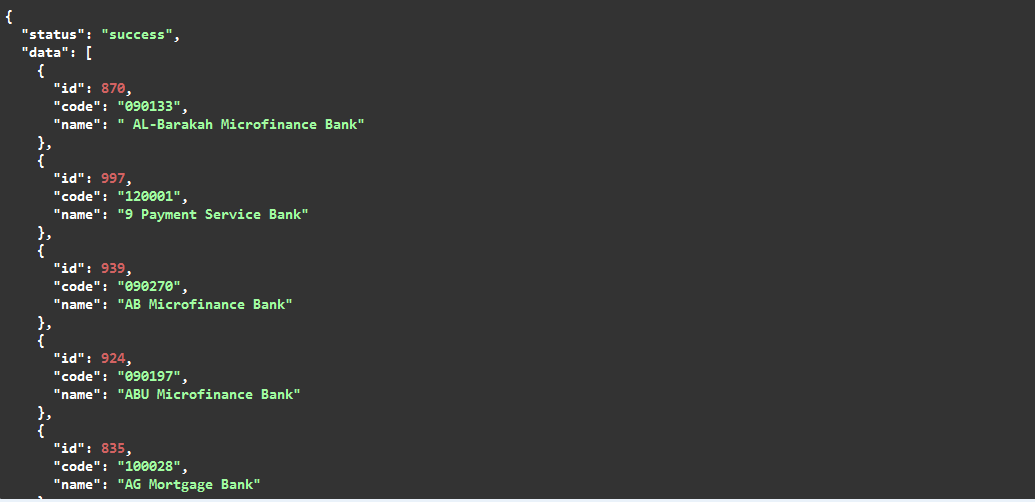 {
  "status": "success",
  "data": [
    {
      "id": 870,
      "code": "090133",
      "name": " AL-Barakah Microfinance Bank"
    },
    {
      "id": 997,
      "code": "120001",
      "name": "9 Payment Service Bank"
    },
    {
      "id": 939,
      "code": "090270",
      "name": "AB Microfinance Bank"
    },
    {
      "id": 924,
      "code": "090197",
      "name": "ABU Microfinance Bank"
    },
    {
      "id": 835,
      "code": "100028",
      "name": "AG Mortgage Bank"